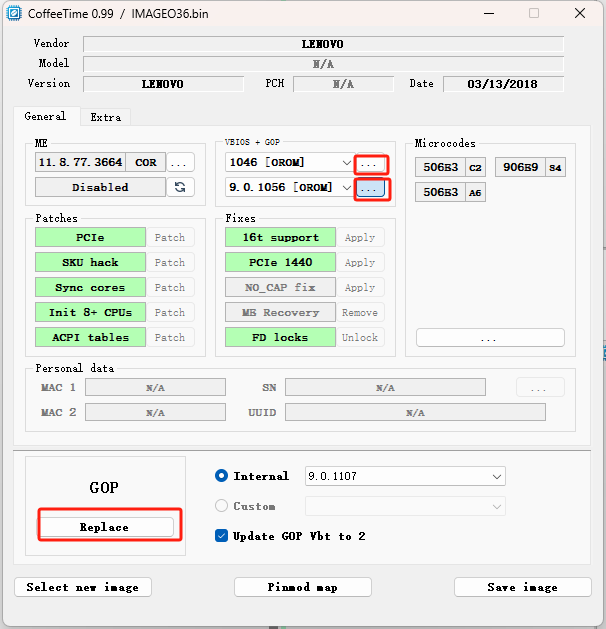 CoffeeTime 0.99 / IMAGEO36.bin
Vendor LENOVO
Model N/A
Version LENOVO PCH N/A Date 03/13/2018
General Extra
ME
11.8.77.3664 COR ...
Disabled
VBIOS + GOP
1046 [OROM] ...
9.0.1056 [OROM] ...
Microcodes
506E3 C2 906E9 S4
506E3 A6
...
Patches
PCIe Patch
SKU hack Patch
Sync cores Patch
Init 8+ CPUs Patch
ACPI tables Patch
Fixes
16t support Apply
PCIe 1440 Apply
NO_CAP fix Apply
ME Recovery Remove
FD locks Unlock
Personal data
MAC 1 N/A SN N/A ...
MAC 2 N/A UUID N/A
GOP
Replace
Internal 9.0.1107
Custom
Update GOP Vbt to 2
Select new image Pinmod map Save image